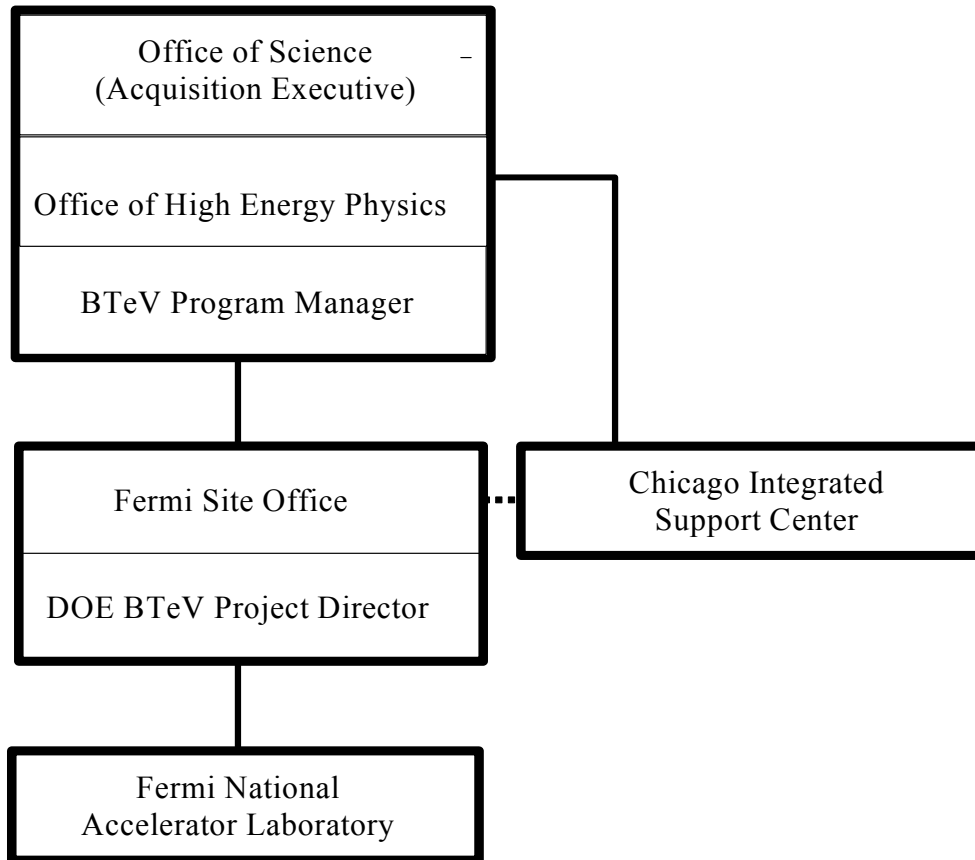 Office of Science –
(Acquisition Executive)
Office of High Energy Physics
BTeV Program Manager
Fermi Site Office
Chicago Integrated
Support Center
DOE BTeV Project Director
Fermi National
Accelerator Laboratory